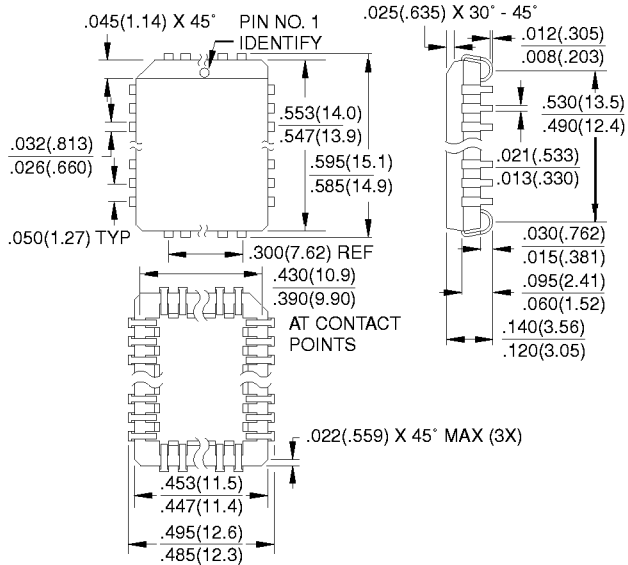 .045(1.14) X 45°
PIN NO. 1
IDENTIFY
.025(.635) X 30° - 45°
.012(.305)
.008(.203)
.553(14.0)
.547(13.9)
.530(13.5)
.490(12.4)
.032(.813)
.026(.660)
.595(15.1)
.585(14.9)
.021(.533)
.013(.330)
.050(1.27) TYP
.300(7.62) REF
.030(.762)
.015(.381)
.430(10.9)
.390(9.90)
AT CONTACT
POINTS
.095(2.41)
.060(1.52)
.140(3.56)
.120(3.05)
.022(.559) X 45° MAX (3X)
.453(11.5)
.447(11.4)
.495(12.6)
.485(12.3)